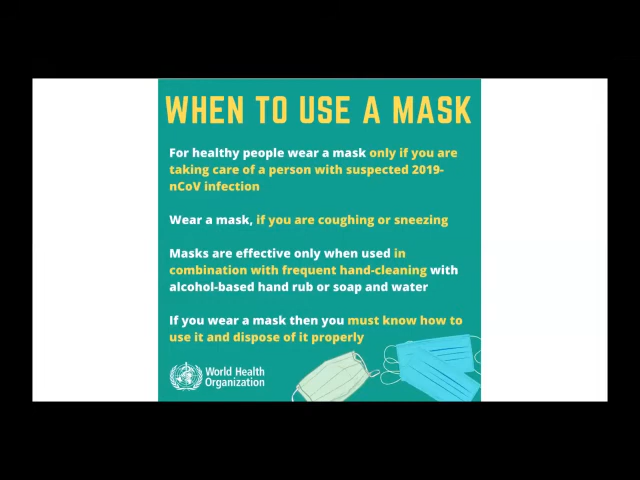 WHEN TO USE A MASK
For healthy people wear a mask only if you are
taking care of a person with suspected 2019-
nCoV infection
Wear a mask, if you are coughing or sneezing
Masks are effective only when used in
combination with frequent hand-cleaning with
alcohol-based hand rub or soap and water
If you wear a mask then you must know how to
use it and dispose of it properly
World Health
Organization